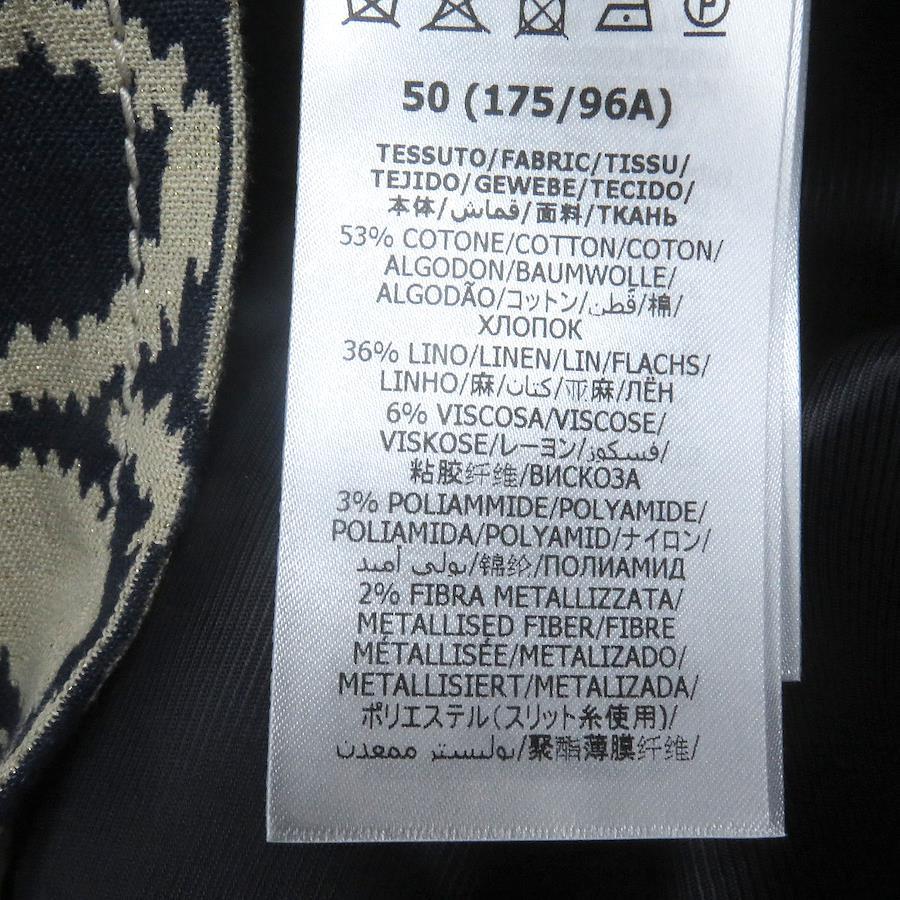 P
50 (175/96A)
TESSUTO/FABRIC/TISSU/
TEJIDO/GEWEBE/TECIDO/
本体/قماش/面料/ТКАНЬ
53% COTONE/COTTON/COTON/
ALGODON/BAUMWOLLE/
ALGODÃO/コットン/قطن/棉/
ХЛОПОК
36% LINO/LINEN/LIN/FLACHS/
LINHO/麻/كتان/亚麻/ЛЁН
6% VISCOSA/VISCOSE/
VISKOSE/レーヨン/فسكوز/
粘胶纤维/ВИСКОЗА
3% POLIAMMIDE/POLYAMIDE/
POLIAMIDA/POLYAMID/ナイロン/
بولي أميد/锦纶/ПОЛИАМИД
2% FIBRA METALLIZZATA/
METALLISED FIBER/FIBRE
MÉTALLISÉE/METALIZADO/
METALLISIERT/METALIZADA/
ポリエステル(スリット糸使用)/
بوليستر ممعدن/聚酯薄膜纤维/